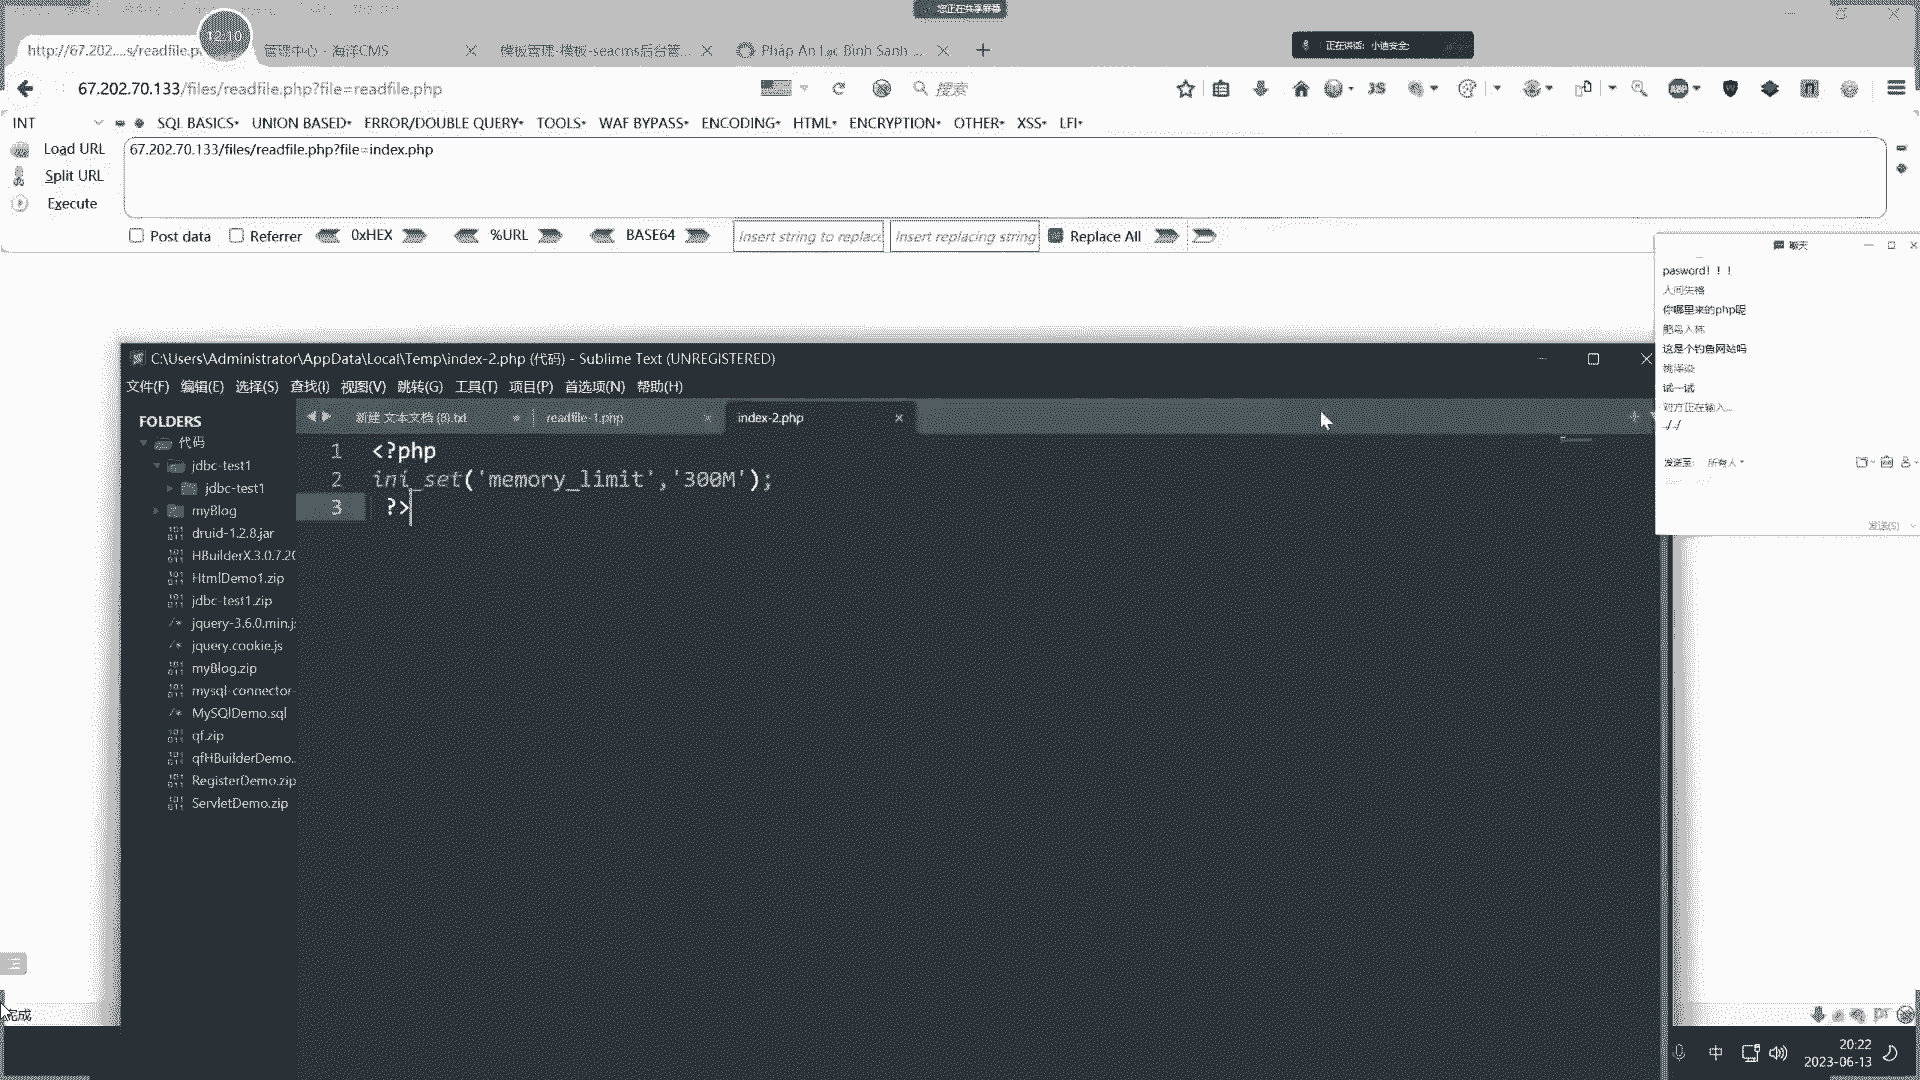 您正在共享屏幕
12:10
http://67.202....s/readfile.p
管理中心 - 海洋CMS
模板管理-模板-seacms后台管...
Pháp An Lạc Bình Sanh ...
正在讲话: 小迪安全;
67.202.70.133/files/readfile.php?file=readfile.php
搜索
JS
ABP
INT
SQL BASICS
UNION BASED
ERROR/DOUBLE QUERY
TOOLS
WAF BYPASS
ENCODING
HTML
ENCRYPTION
OTHER
XSS
LFI
Load URL
67.202.70.133/files/readfile.php?file=index.php
Split URL
Execute
Post data
Referrer
0xHEX
%URL
BASE64
Insert string to replace
Insert replacing string
Replace All
聊天
pasword！！！
人间失格
你哪里来的php呢
这是个钓鱼网站吗
试一试
对方正在输入...
发送至: 所有人
发送(S)
C:\Users\Administrator\AppData\Local\Temp\index-2.php (代码) - Sublime Text (UNREGISTERED)
文件(F) 编辑(E) 选择(S) 查找(I) 视图(V) 跳转(G) 工具(T) 项目(P) 首选项(N) 帮助(H)
FOLDERS
代码
jdbc-test1
jdbc-test1
myBlog
druid-1.2.8.jar
HBuilderX.3.0.7.2
HtmlDemo1.zip
jdbc-test1.zip
jquery-3.6.0.min.j
jquery.cookie.js
myBlog.zip
mysql-connector-
MySQlDemo.sql
qf.zip
qfHBuilderDemo.
RegisterDemo.zip
ServletDemo.zip
新建 文本文档 (8).txt
readfile-1.php
index-2.php
1 <?php
2 ini_set('memory_limit','300M');
3 ?>
完成
中
20:22
2023-06-13